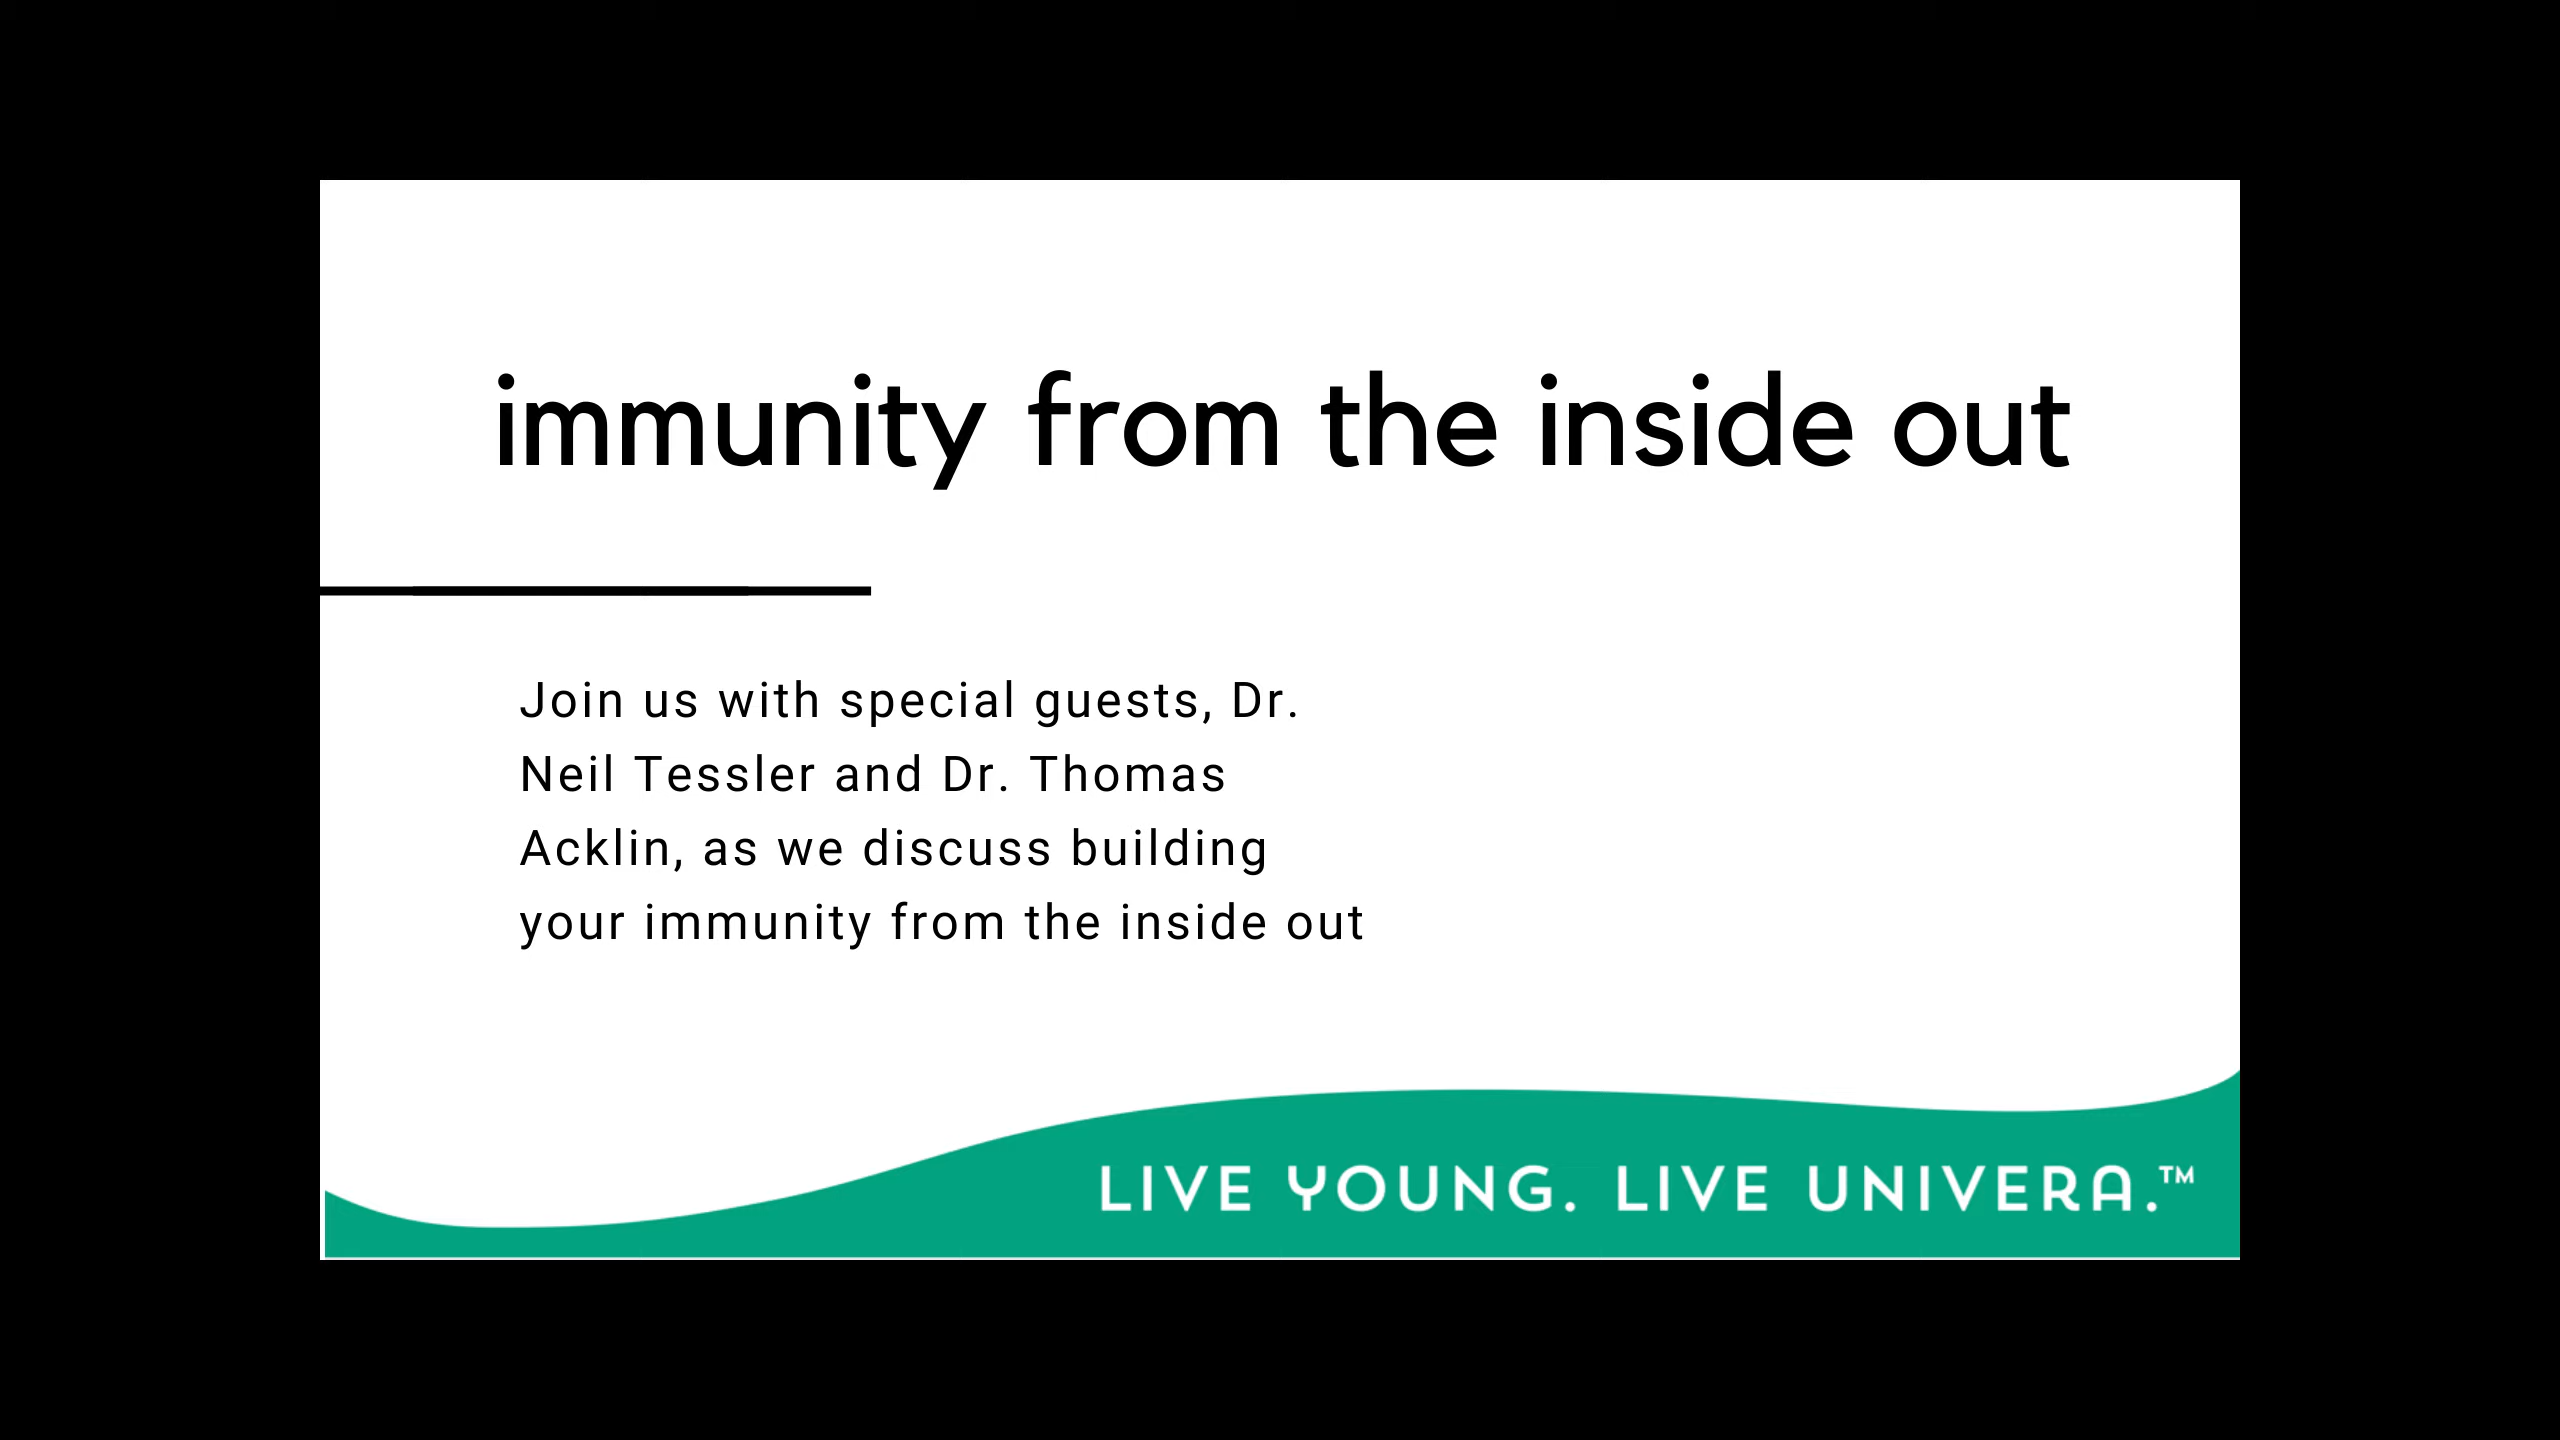 immunity from the inside out
Join us with special guests, Dr.
Neil Tessler and Dr. Thomas
Acklin, as we discuss building
your immunity from the inside out
LIVE YOUNG. LIVE UNIVERA.™